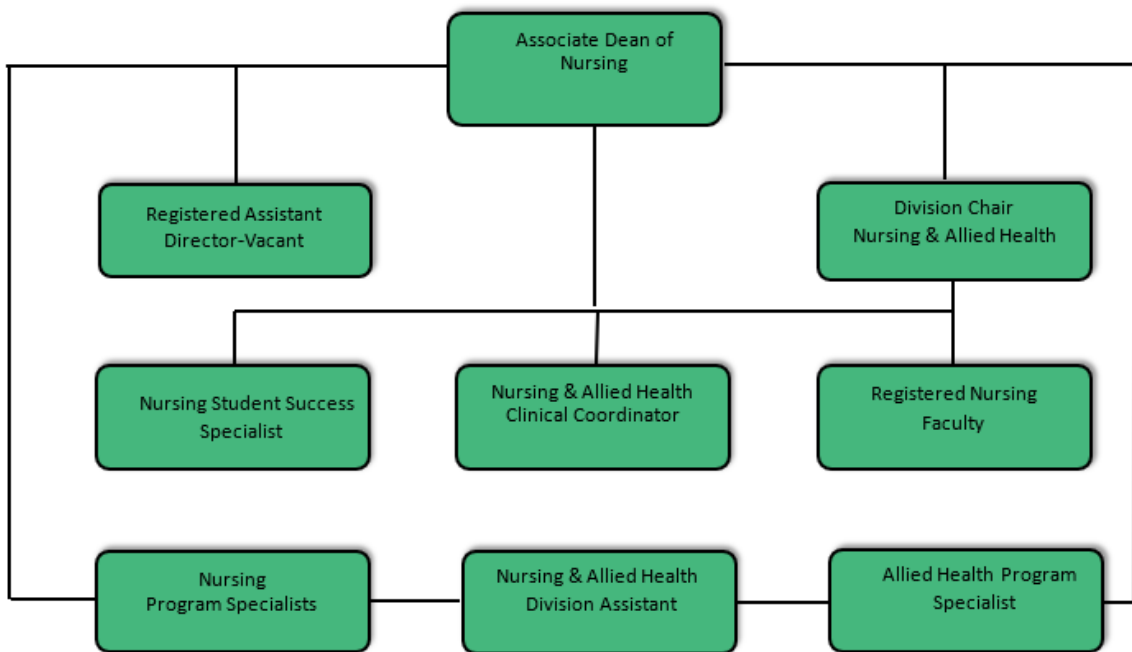 Associate Dean of
Nursing
Registered Assistant
Director-Vacant
Division Chair
Nursing & Allied Health
Nursing Student Success
Specialist
Nursing & Allied Health
Clinical Coordinator
Registered Nursing
Faculty
Nursing
Program Specialists
Nursing & Allied Health
Division Assistant
Allied Health Program
Specialist